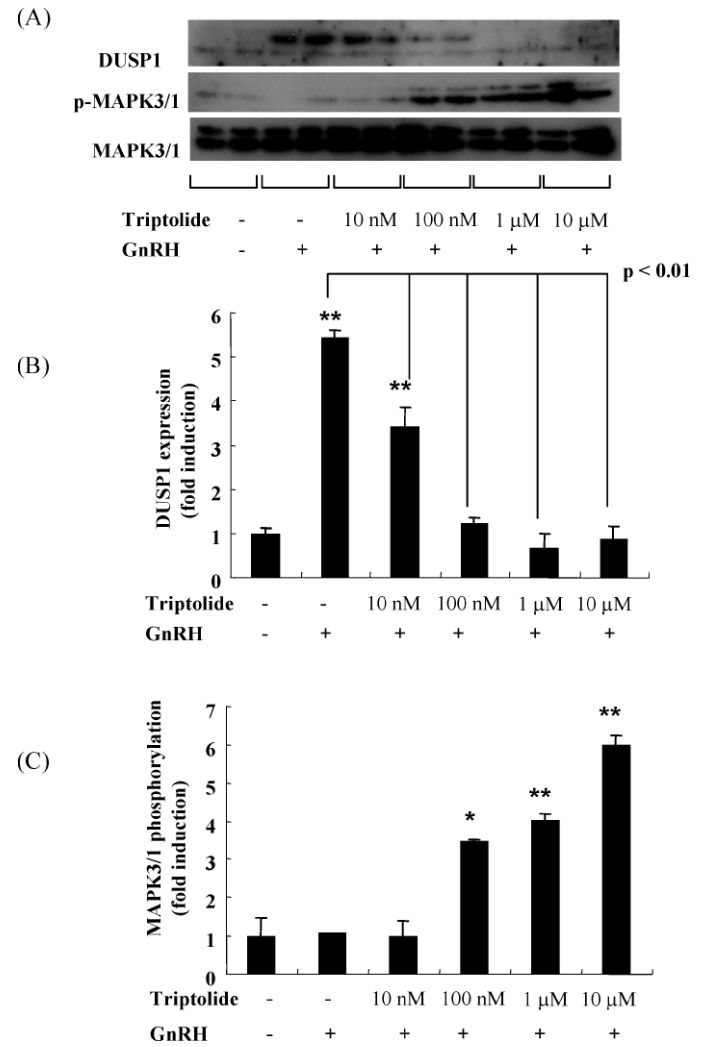 (A)
DUSP1
p-MAPK3/1
MAPK3/1
Triptolide - - 10 nM 100 nM 1 μM 10 μM
GnRH - + + + + +
p < 0.01
(B)
DUSP1 expression
(fold induction)
6
5
4
3
2
1
0
** **
Triptolide - - 10 nM 100 nM 1 μM 10 μM
GnRH - + + + + +
(C)
MAPK3/1 phosphorylation
(fold induction)
7
6
5
4
3
2
1
0
* ** **
Triptolide - - 10 nM 100 nM 1 μM 10 μM
GnRH - + + + + +